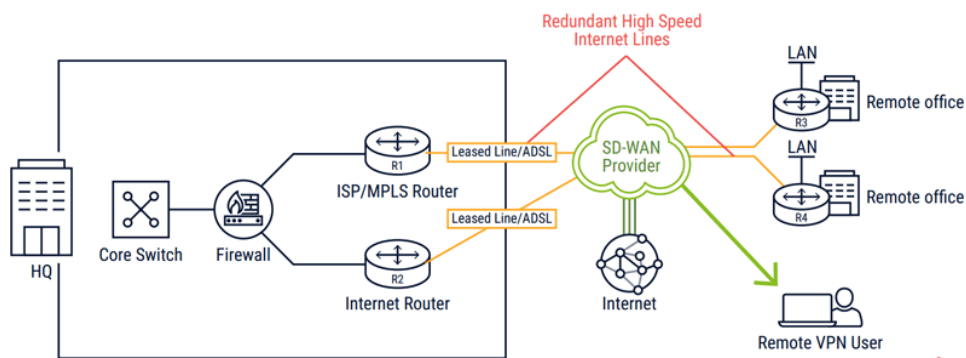 Redundant High Speed
Internet Lines
LAN
R3
Remote office
Leased Line/ADSL
R1
ISP/MPLS Router
SD-WAN
Provider
LAN
R4
Remote office
HQ
Core Switch
Firewall
Leased Line/ADSL
R2
Internet Router
Internet
Remote VPN User